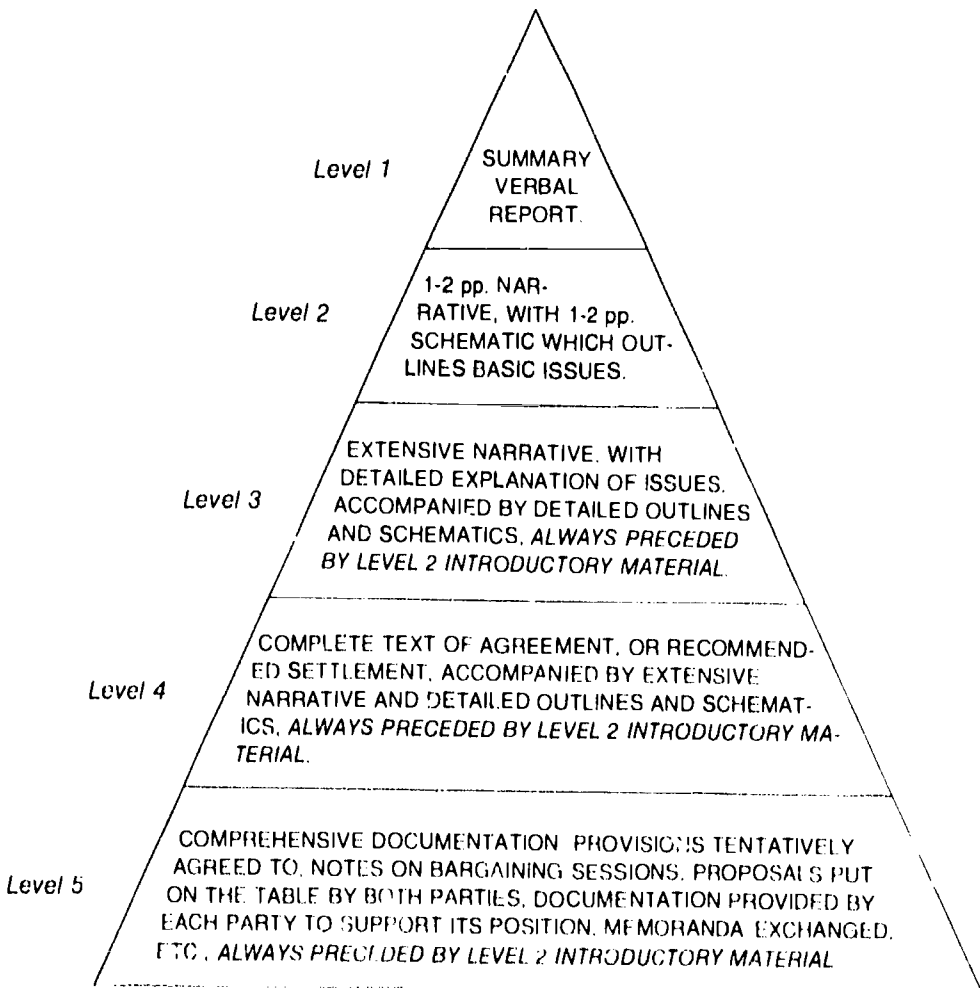 Level 1
SUMMARY
VERBAL
REPORT.
Level 2
1-2 pp. NAR-
RATIVE, WITH 1-2 pp.
SCHEMATIC WHICH OUT-
LINES BASIC ISSUES.
Level 3
EXTENSIVE NARRATIVE, WITH
DETAILED EXPLANATION OF ISSUES,
ACCOMPANIED BY DETAILED OUTLINES
AND SCHEMATICS, ALWAYS PRECEDED
BY LEVEL 2 INTRODUCTORY MATERIAL.
Level 4
COMPLETE TEXT OF AGREEMENT, OR RECOMMEND-
ED SETTLEMENT, ACCOMPANIED BY EXTENSIVE
NARRATIVE AND DETAILED OUTLINES AND SCHEMAT-
ICS, ALWAYS PRECEDED BY LEVEL 2 INTRODUCTORY MA-
TERIAL.
Level 5
COMPREHENSIVE DOCUMENTATION PROVISIONS TENTATIVELY
AGREED TO, NOTES ON BARGAINING SESSIONS, PROPOSALS PUT
ON THE TABLE BY BOTH PARTIES, DOCUMENTATION PROVIDED BY
EACH PARTY TO SUPPORT ITS POSITION, MEMORANDA EXCHANGED,
ETC., ALWAYS PRECEDED BY LEVEL 2 INTRODUCTORY MATERIAL